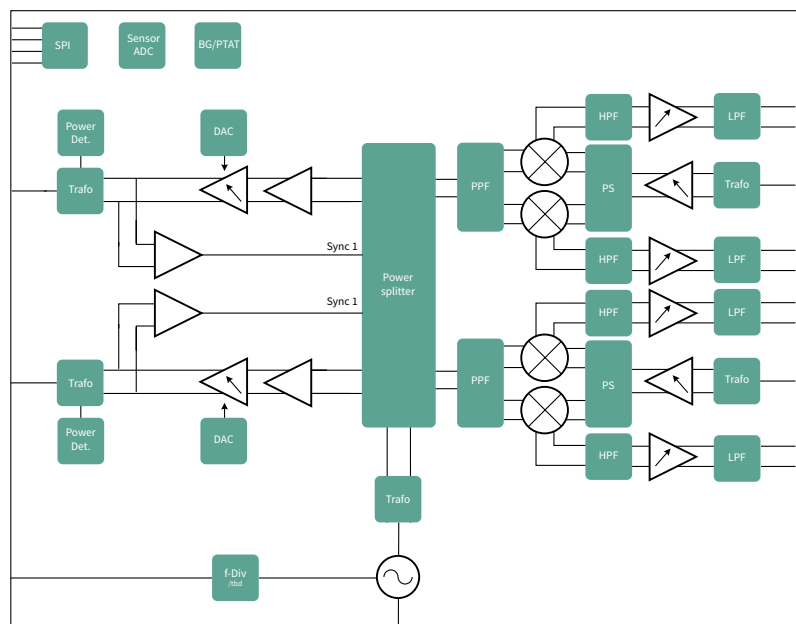 SPI
Sensor
ADC
BG/PTAT
Power
Det.
DAC
HPF
LPF
Trafo
PPF
PS
Trafo
Sync 1
HPF
LPF
Power
splitter
Sync 1
HPF
LPF
Trafo
PPF
PS
Trafo
Power
Det.
DAC
HPF
LPF
Trafo
f-Div
/tbd